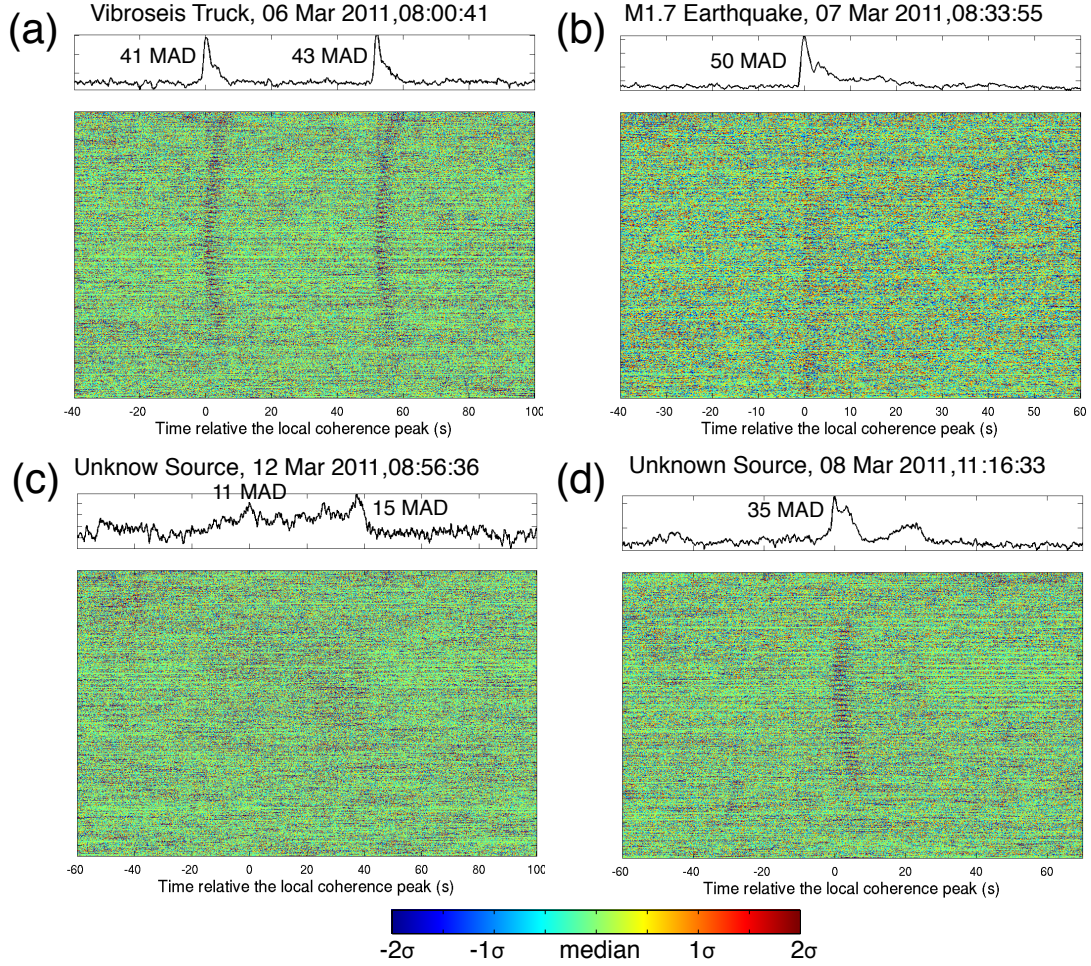 (a)
Vibroseis Truck, 06 Mar 2011,08:00:41
41 MAD
43 MAD
-40 -20 0 20 40 60 80 100
Time relative the local coherence peak (s)
(b)
M1.7 Earthquake, 07 Mar 2011,08:33:55
50 MAD
-40 -30 -20 -10 0 10 20 30 40 50 60
Time relative the local coherence peak (s)
(c)
Unknow Source, 12 Mar 2011,08:56:36
11 MAD
15 MAD
-60 -40 -20 0 20 40 60 80 100
Time relative the local coherence peak (s)
(d)
Unknown Source, 08 Mar 2011,11:16:33
35 MAD
-60 -40 -20 0 20 40 60
Time relative the local coherence peak (s)
-2σ -1σ median 1σ 2σ